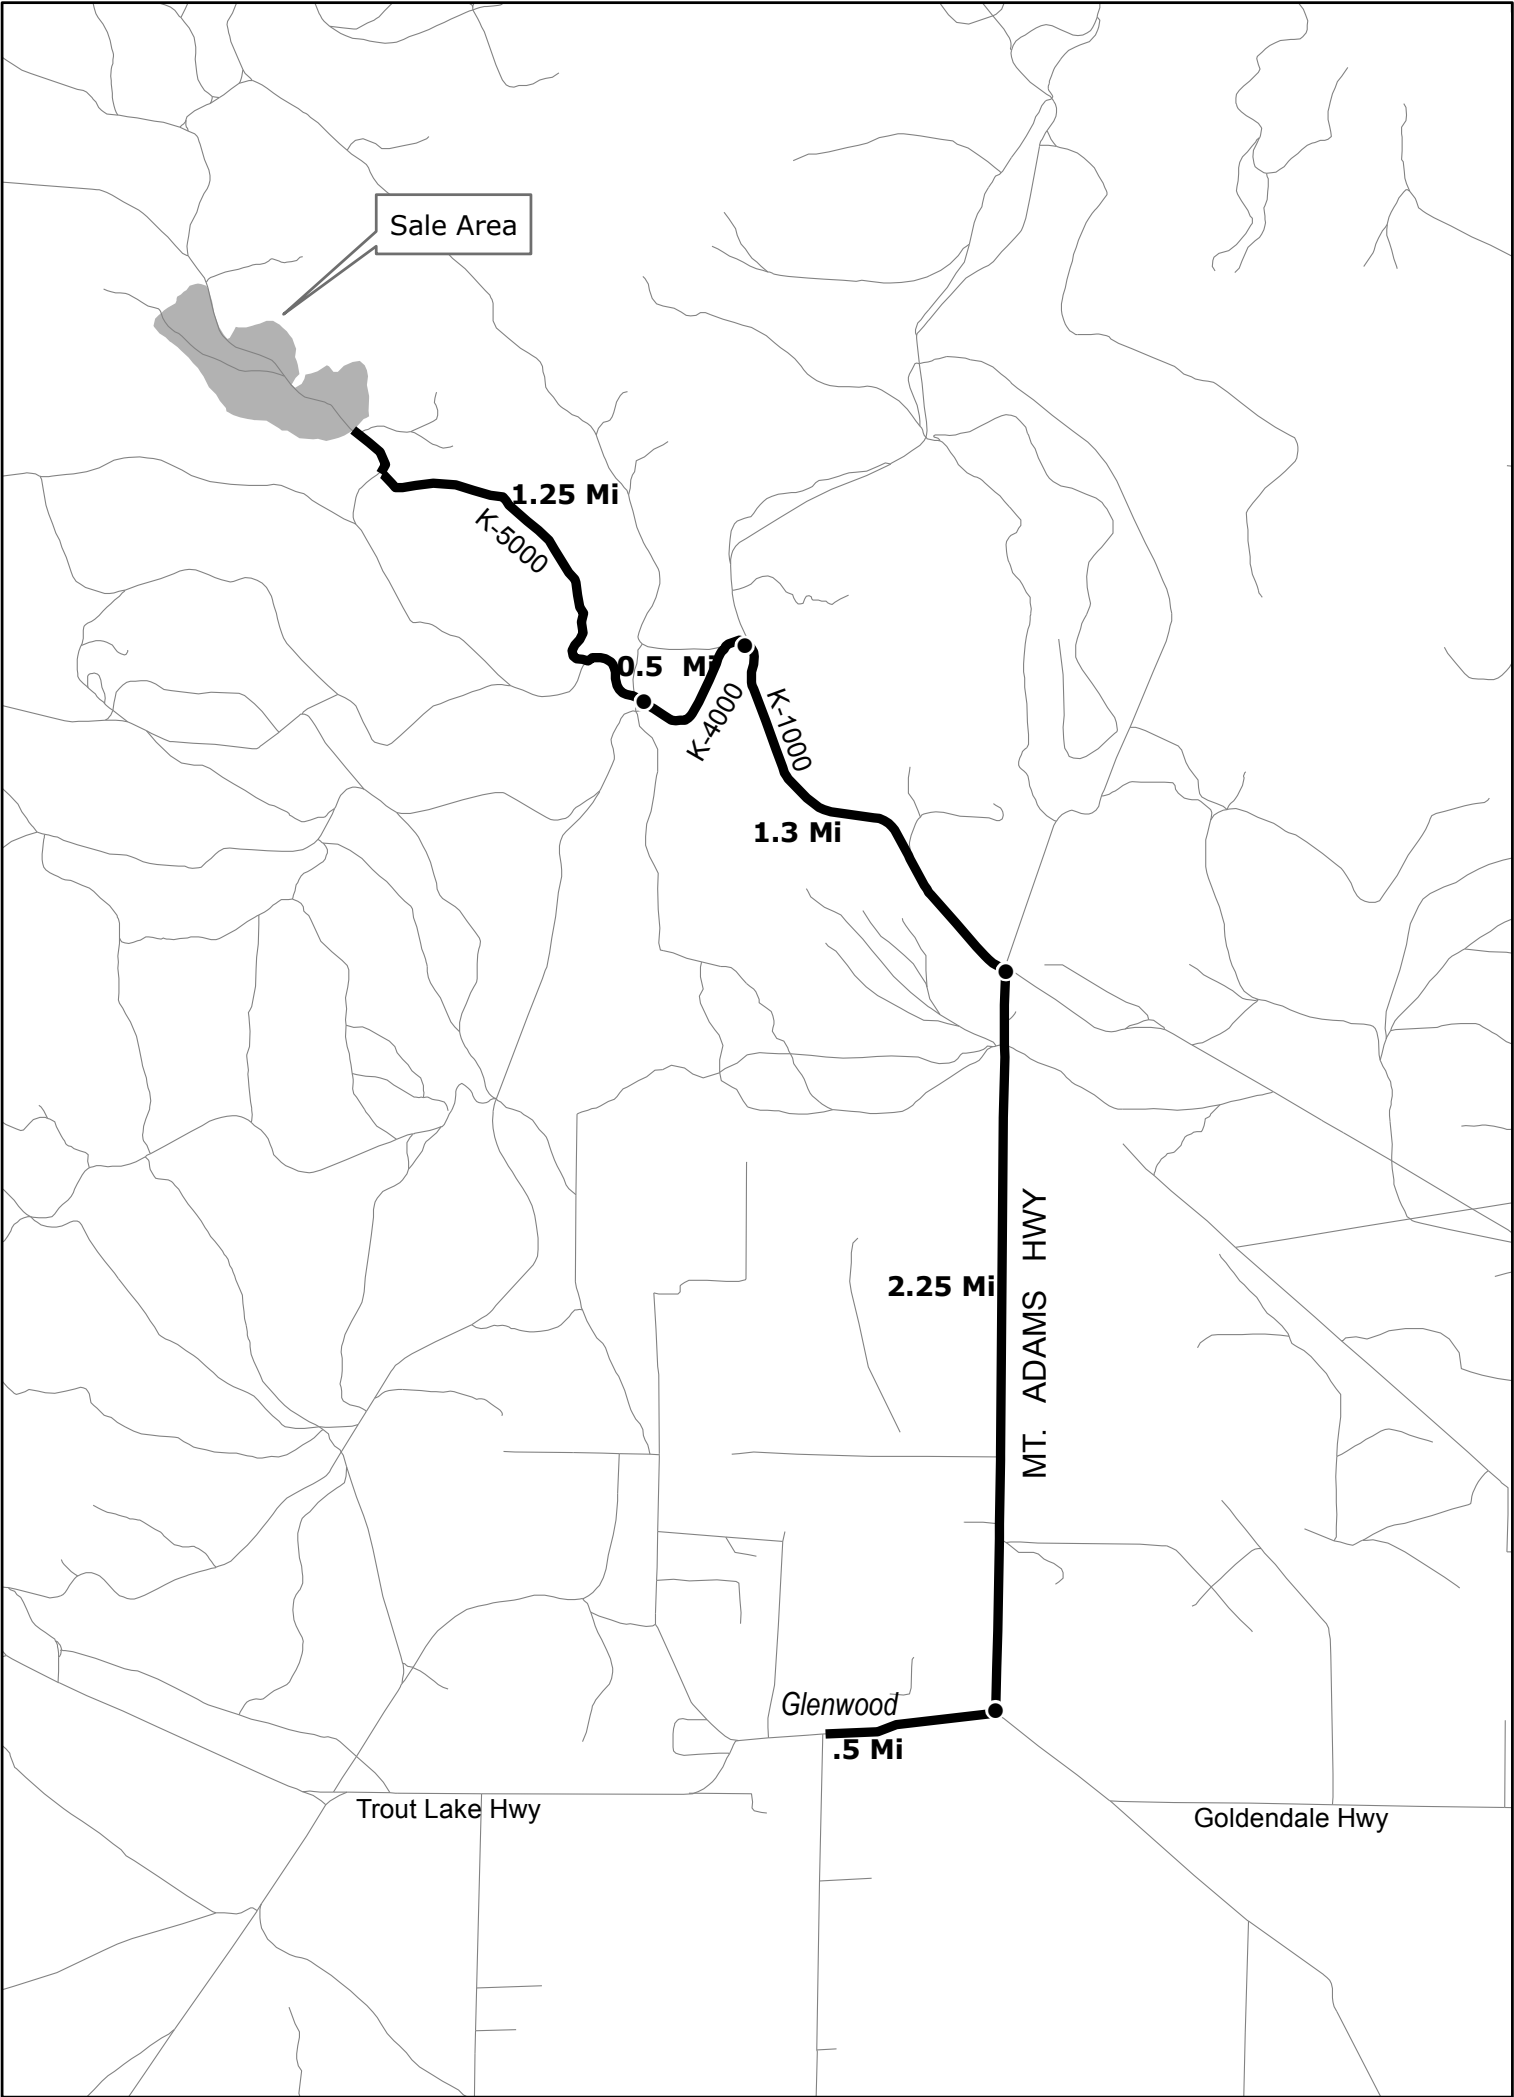 Sale Area
1.25 Mi
K-5000
0.5 Mi
K-4000
K-1000
1.3 Mi
2.25 Mi
MT. ADAMS HWY
Glenwood
.5 Mi
Trout Lake Hwy
Goldendale Hwy